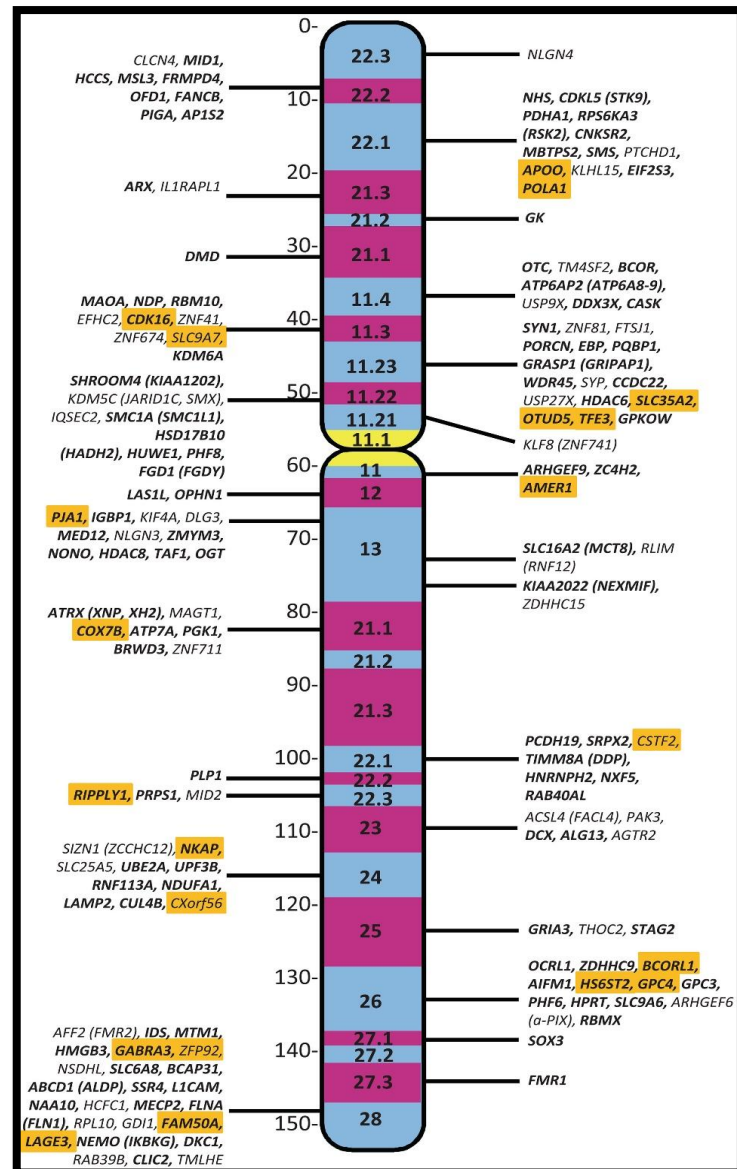 0-
10-
20-
30-
40-
50-
60-
70-
80-
90-
100-
110-
120-
130-
140-
150-
22.3
22.2
22.1
21.3
21.2
21.1
11.4
11.3
11.23
11.22
11.21
11.1
11
12
13
21.1
21.2
21.3
22.1
22.2
22.3
23
24
25
26
27.1
27.2
27.3
28
CLCN4, MID1,
HCCS, MSL3, FRMPD4,
OFD1, FANCB,
PIGA, AP1S2
ARX, IL1RAPL1
DMD
MAOA, NDP, RBM10,
EFHC2, CDK16, ZNF41,
ZNF674, SLC9A7,
KDM6A
SHROOM4 (KIAA1202),
KDM5C (JARID1C, SMX),
IQSEC2, SMC1A (SMC1L1),
HSD17B10
(HADH2), HUWE1, PHF8,
FGD1 (FGDY)
LAS1L, OPHN1
PJA1, IGBP1, KIF4A, DLG3,
MED12, NLGN3, ZMYM3,
NONO, HDAC8, TAF1, OGT
ATRX (XNP, XH2), MAGT1,
COX7B, ATP7A, PGK1,
BRWD3, ZNF711
PLP1
RIPPLY1, PRPS1, MID2
SIZN1 (ZCCHC12), NKAP,
SLC25A5, UBE2A, UPF3B,
RNF113A, NDUFA1,
LAMP2, CUL4B, CXorf56
AFF2 (FMR2), IDS, MTM1,
HMGB3, GABRA3, ZFP92,
NSDHL, SLC6A8, BCAP31,
ABCD1 (ALDP), SSR4, L1CAM,
NAA10, HCFC1, MECP2, FLNA
(FLN1), RPL10, GDI1, FAM50A,
LAGE3, NEMO (IKBKG), DKC1,
RAB39B, CLIC2, TMLHE
NLGN4
NHS, CDKL5 (STK9),
PDHA1, RPS6KA3
(RSK2), CNKSR2,
MBTPS2, SMS, PTCHD1,
APOO, KLHL15, EIF2S3,
POLA1
GK
OTC, TM4SF2, BCOR,
ATP6AP2 (ATP6A8-9),
USP9X, DDX3X, CASK
SYN1, ZNF81, FTSJ1,
PORCN, EBP, PQBP1,
GRASP1 (GRIPAP1),
WDR45, SYP, CCDC22,
USP27X, HDAC6, SLC35A2,
OTUD5, TFE3, GPKOW
KLF8 (ZNF741)
ARHGEF9, ZC4H2,
AMER1
SLC16A2 (MCT8), RLIM
(RNF12)
KIAA2022 (NEXMIF),
ZDHHC15
PCDH19, SRPX2, CSTF2,
TIMM8A (DDP),
HNRNPH2, NXF5,
RAB40AL
ACSL4 (FACL4), PAK3,
DCX, ALG13, AGTR2
GRIA3, THOC2, STAG2
OCRL1, ZDHHC9, BCORL1,
AIFM1, HS6ST2, GPC4, GPC3,
PHF6, HPRT, SLC9A6, ARHGEF6
(α-PIX), RBMX
SOX3
FMR1